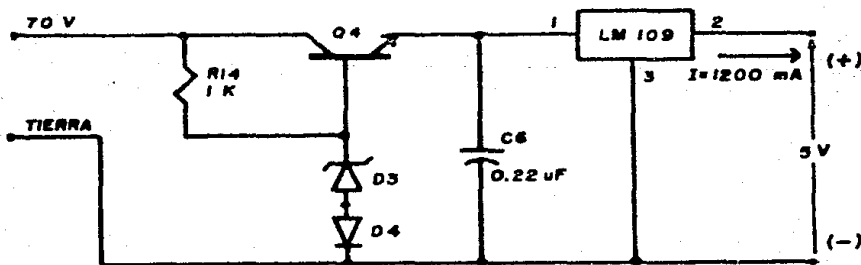 70 V
Q4
1
LM 109
2
(+)
R14
1 K
3
I=1200 mA
TIERRA
C6
0.22 uF
5 V
D3
D4
(-)